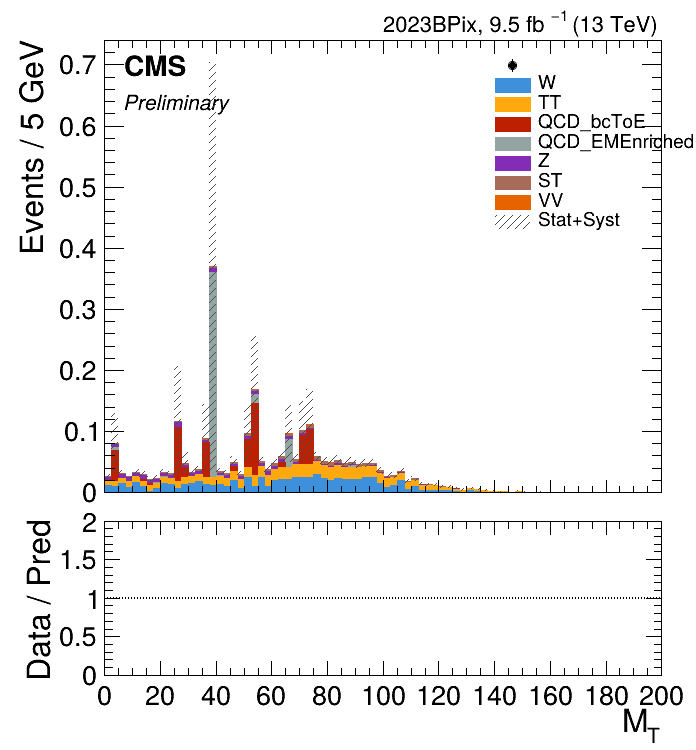 2023BPix, 9.5 fb⁻¹ (13 TeV)
CMS
Preliminary
W
TT
QCD_bcToE
QCD_EMEnriched
Z
ST
VV
Stat+Syst
Events / 5 GeV
0.7
0.6
0.5
0.4
0.3
0.2
0.1
0
Data / Pred
2
1.5
1
0.5
0
0 20 40 60 80 100 120 140 160 180 200
M_T